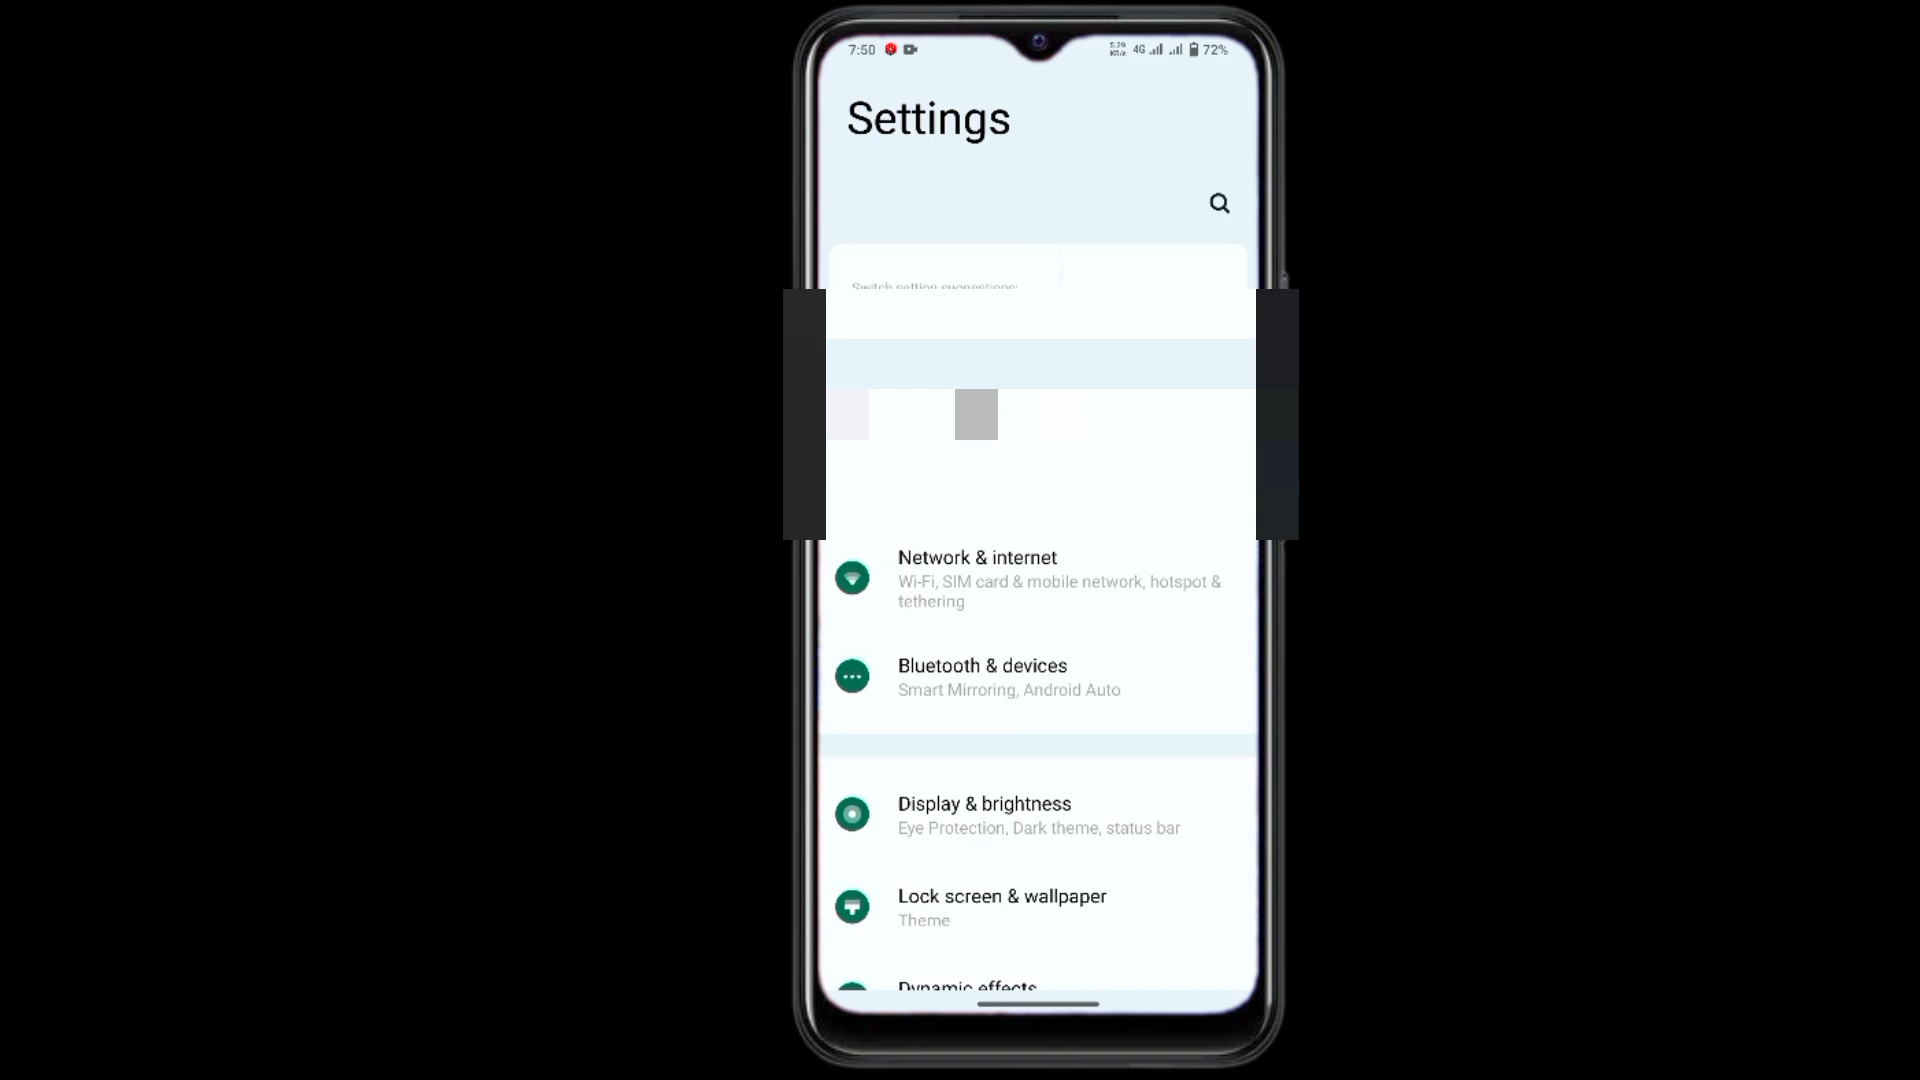 7:50
5.29 4G 72%
Settings
Switch setting suggestions:
Network & internet
Wi-Fi, SIM card & mobile network, hotspot &
tethering
Bluetooth & devices
Smart Mirroring, Android Auto
Display & brightness
Eye Protection, Dark theme, status bar
Lock screen & wallpaper
Theme
Dynamic effects